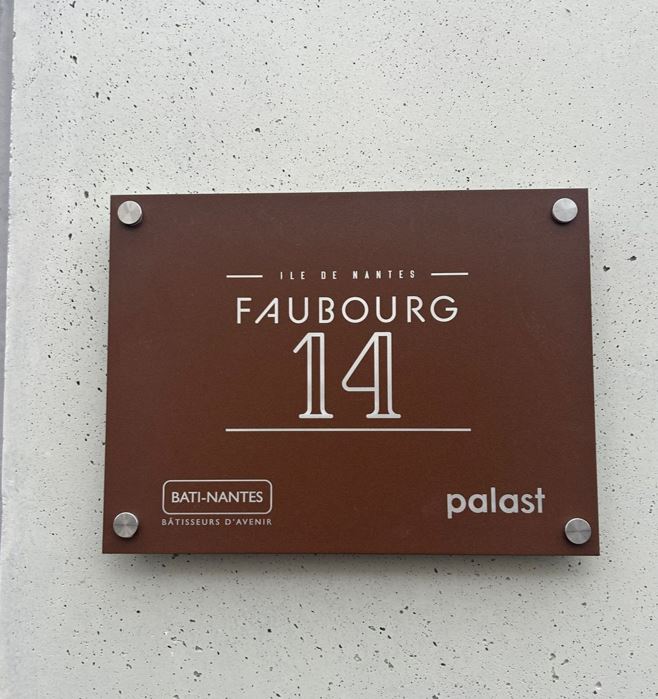 ILE DE NANTES
FAUBOURG
14
BATI-NANTES
BÂTISSEURS D'AVENIR
palast